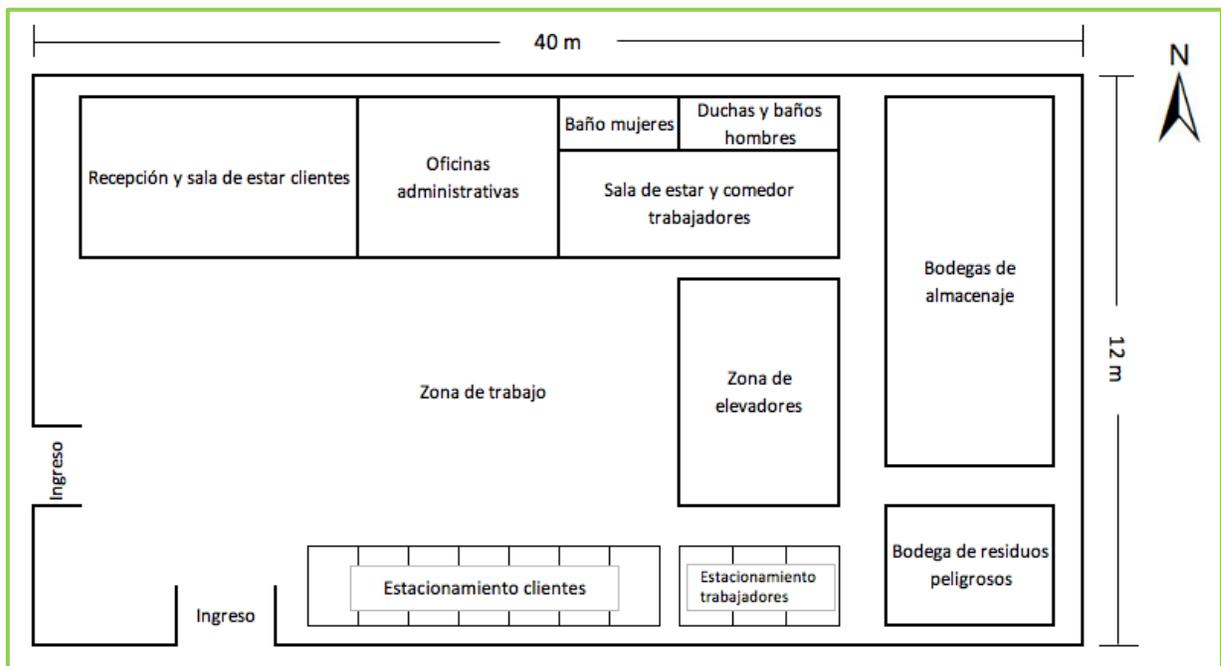 40 m
N
Baño mujeres
Duchas y baños
hombres
Recepción y sala de estar clientes
Oficinas
administrativas
Sala de estar y comedor
trabajadores
Bodegas de
almacenaje
12 m
Zona de trabajo
Zona de
elevadores
Ingreso
Bodega de residuos
peligrosos
Estacionamiento clientes
Estacionamiento
trabajadores
Ingreso